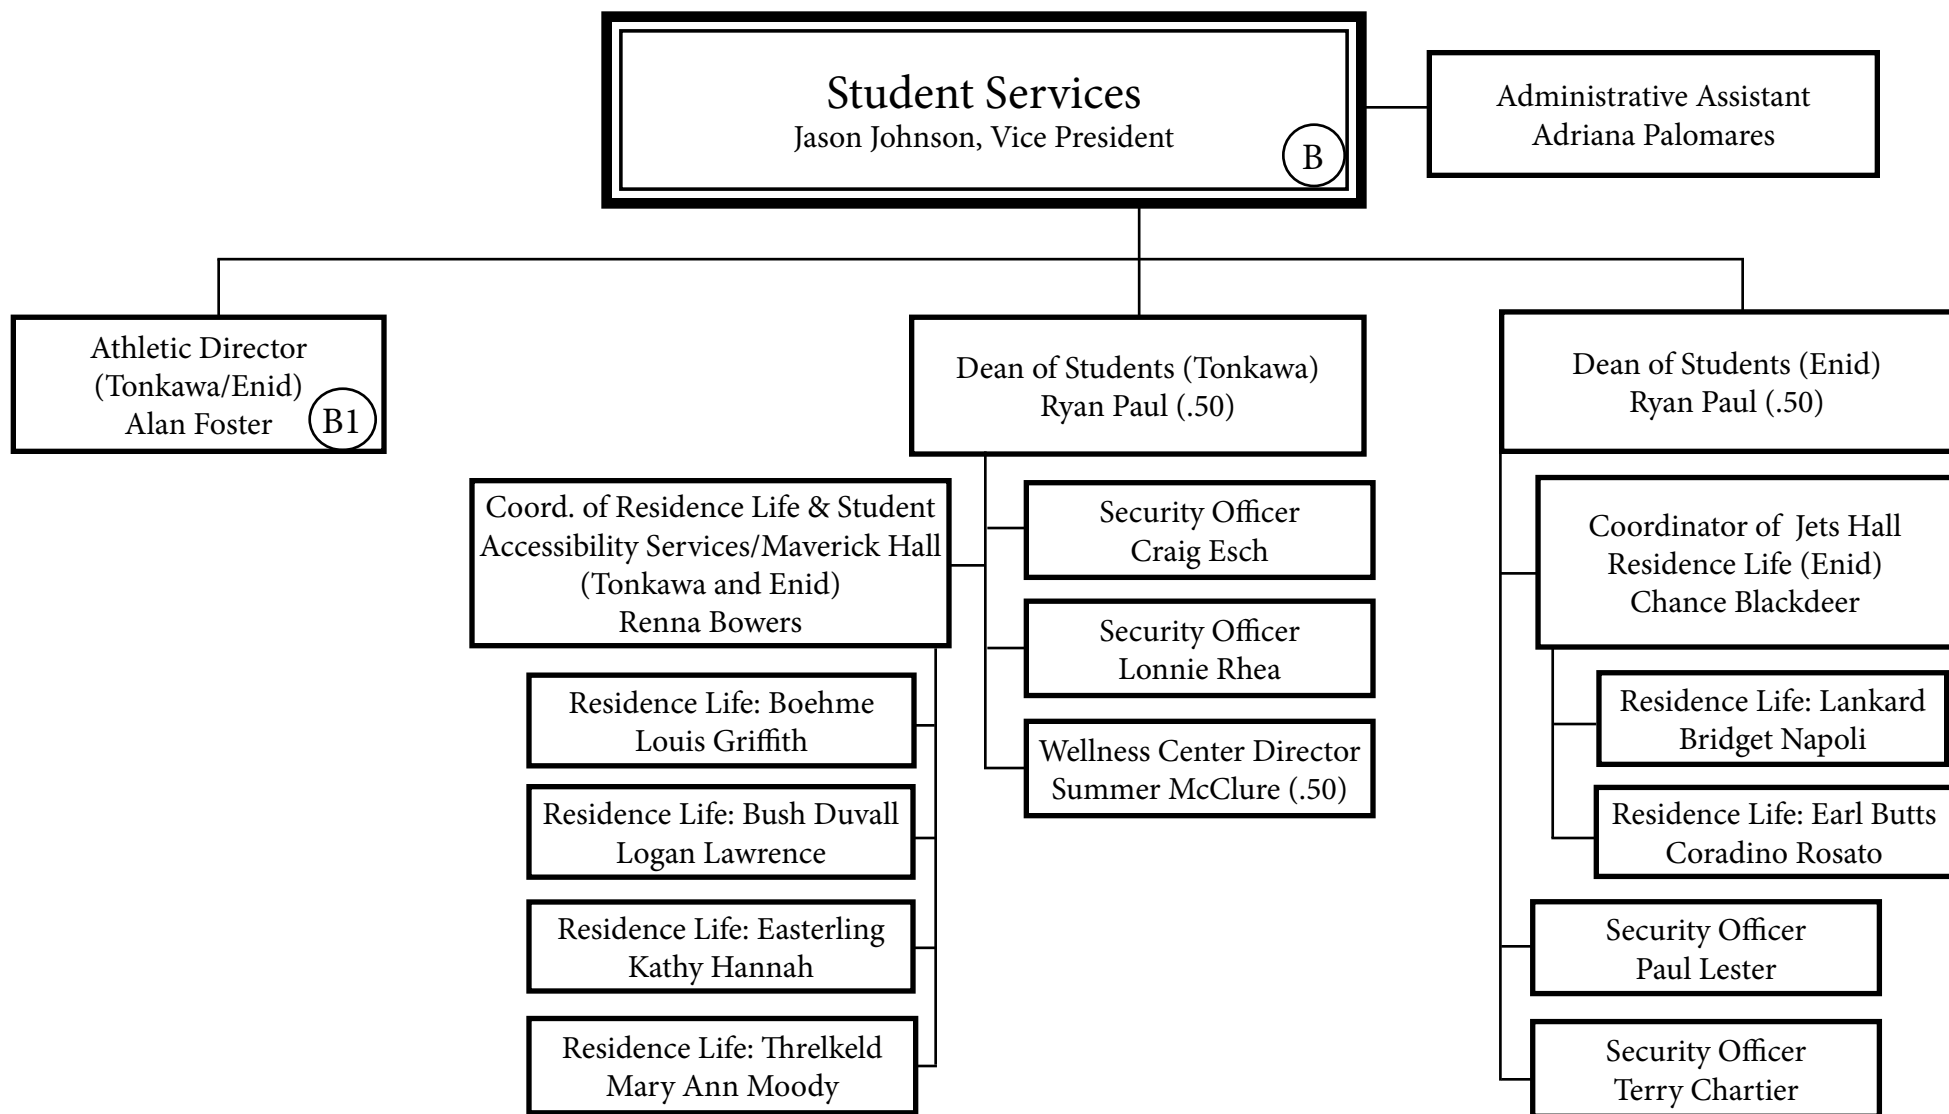 Student Services
Jason Johnson, Vice President
B
Administrative Assistant
Adriana Palomares
Athletic Director
(Tonkawa/Enid)
Alan Foster
B1
Dean of Students (Tonkawa)
Ryan Paul (.50)
Dean of Students (Enid)
Ryan Paul (.50)
Coord. of Residence Life & Student
Accessibility Services/Maverick Hall
(Tonkawa and Enid)
Renna Bowers
Residence Life: Boehme
Louis Griffith
Residence Life: Bush Duvall
Logan Lawrence
Residence Life: Easterling
Kathy Hannah
Residence Life: Threlkeld
Mary Ann Moody
Security Officer
Craig Esch
Security Officer
Lonnie Rhea
Wellness Center Director
Summer McClure (.50)
Coordinator of Jets Hall
Residence Life (Enid)
Chance Blackdeer
Residence Life: Lankard
Bridget Napoli
Residence Life: Earl Butts
Coradino Rosato
Security Officer
Paul Lester
Security Officer
Terry Chartier